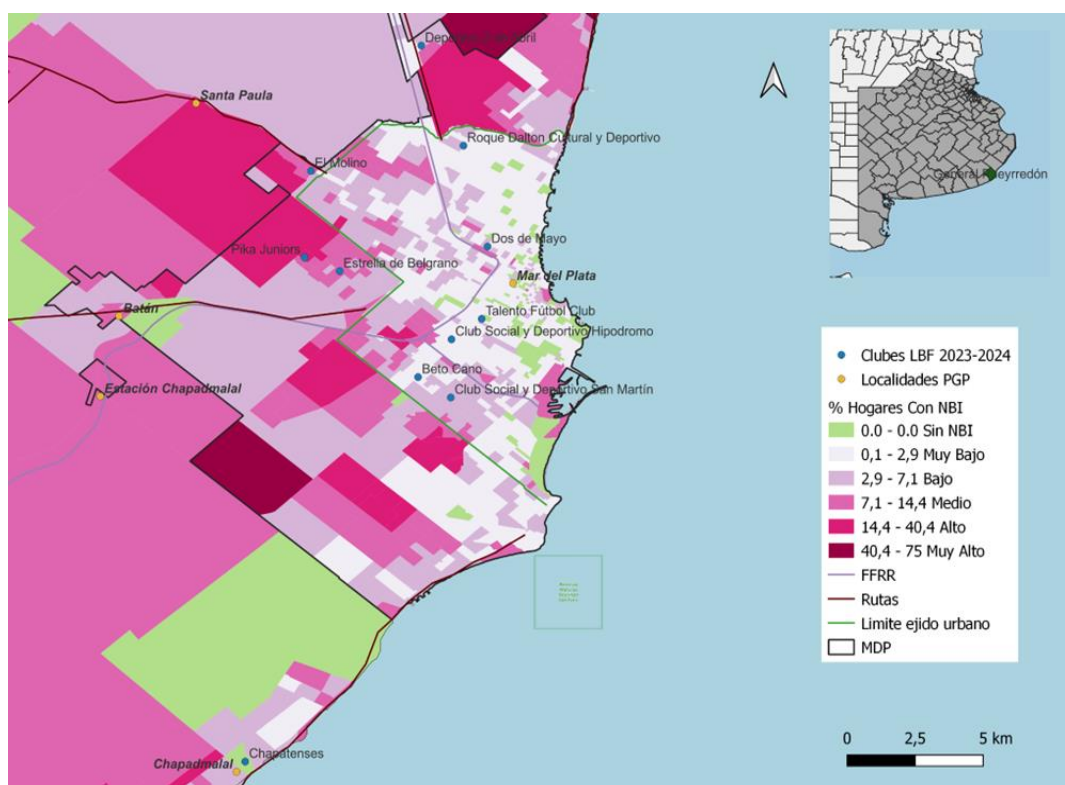 Deportivo 2 de Abril
Santa Paula
Roque Dalton Cultural y Deportivo
El Molino
Dos de Mayo
Pika Juniors
Estrella de Belgrano
Mar del Plata
Batán
Talento Fútbol Club
Club Social y Deportivo Hipodromo
Beto Cano
Estación Chapadmalal
Club Social y Deportivo San Martín
Chapatenses
Chapadmalal
General Pueyrredón
Clubes LBF 2023-2024
Localidades PGP
% Hogares Con NBI
0.0 - 0.0 Sin NBI
0,1 - 2,9 Muy Bajo
2,9 - 7,1 Bajo
7,1 - 14,4 Medio
14,4 - 40,4 Alto
40,4 - 75 Muy Alto
FFRR
Rutas
Limite ejido urbano
MDP
0 2,5 5 km